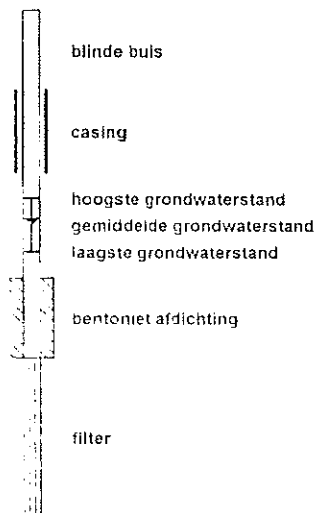 blinde buis
casing
hoogste grondwaterstand
gemiddelde grondwaterstand
laagste grondwaterstand
bentoniet afdichting
filter